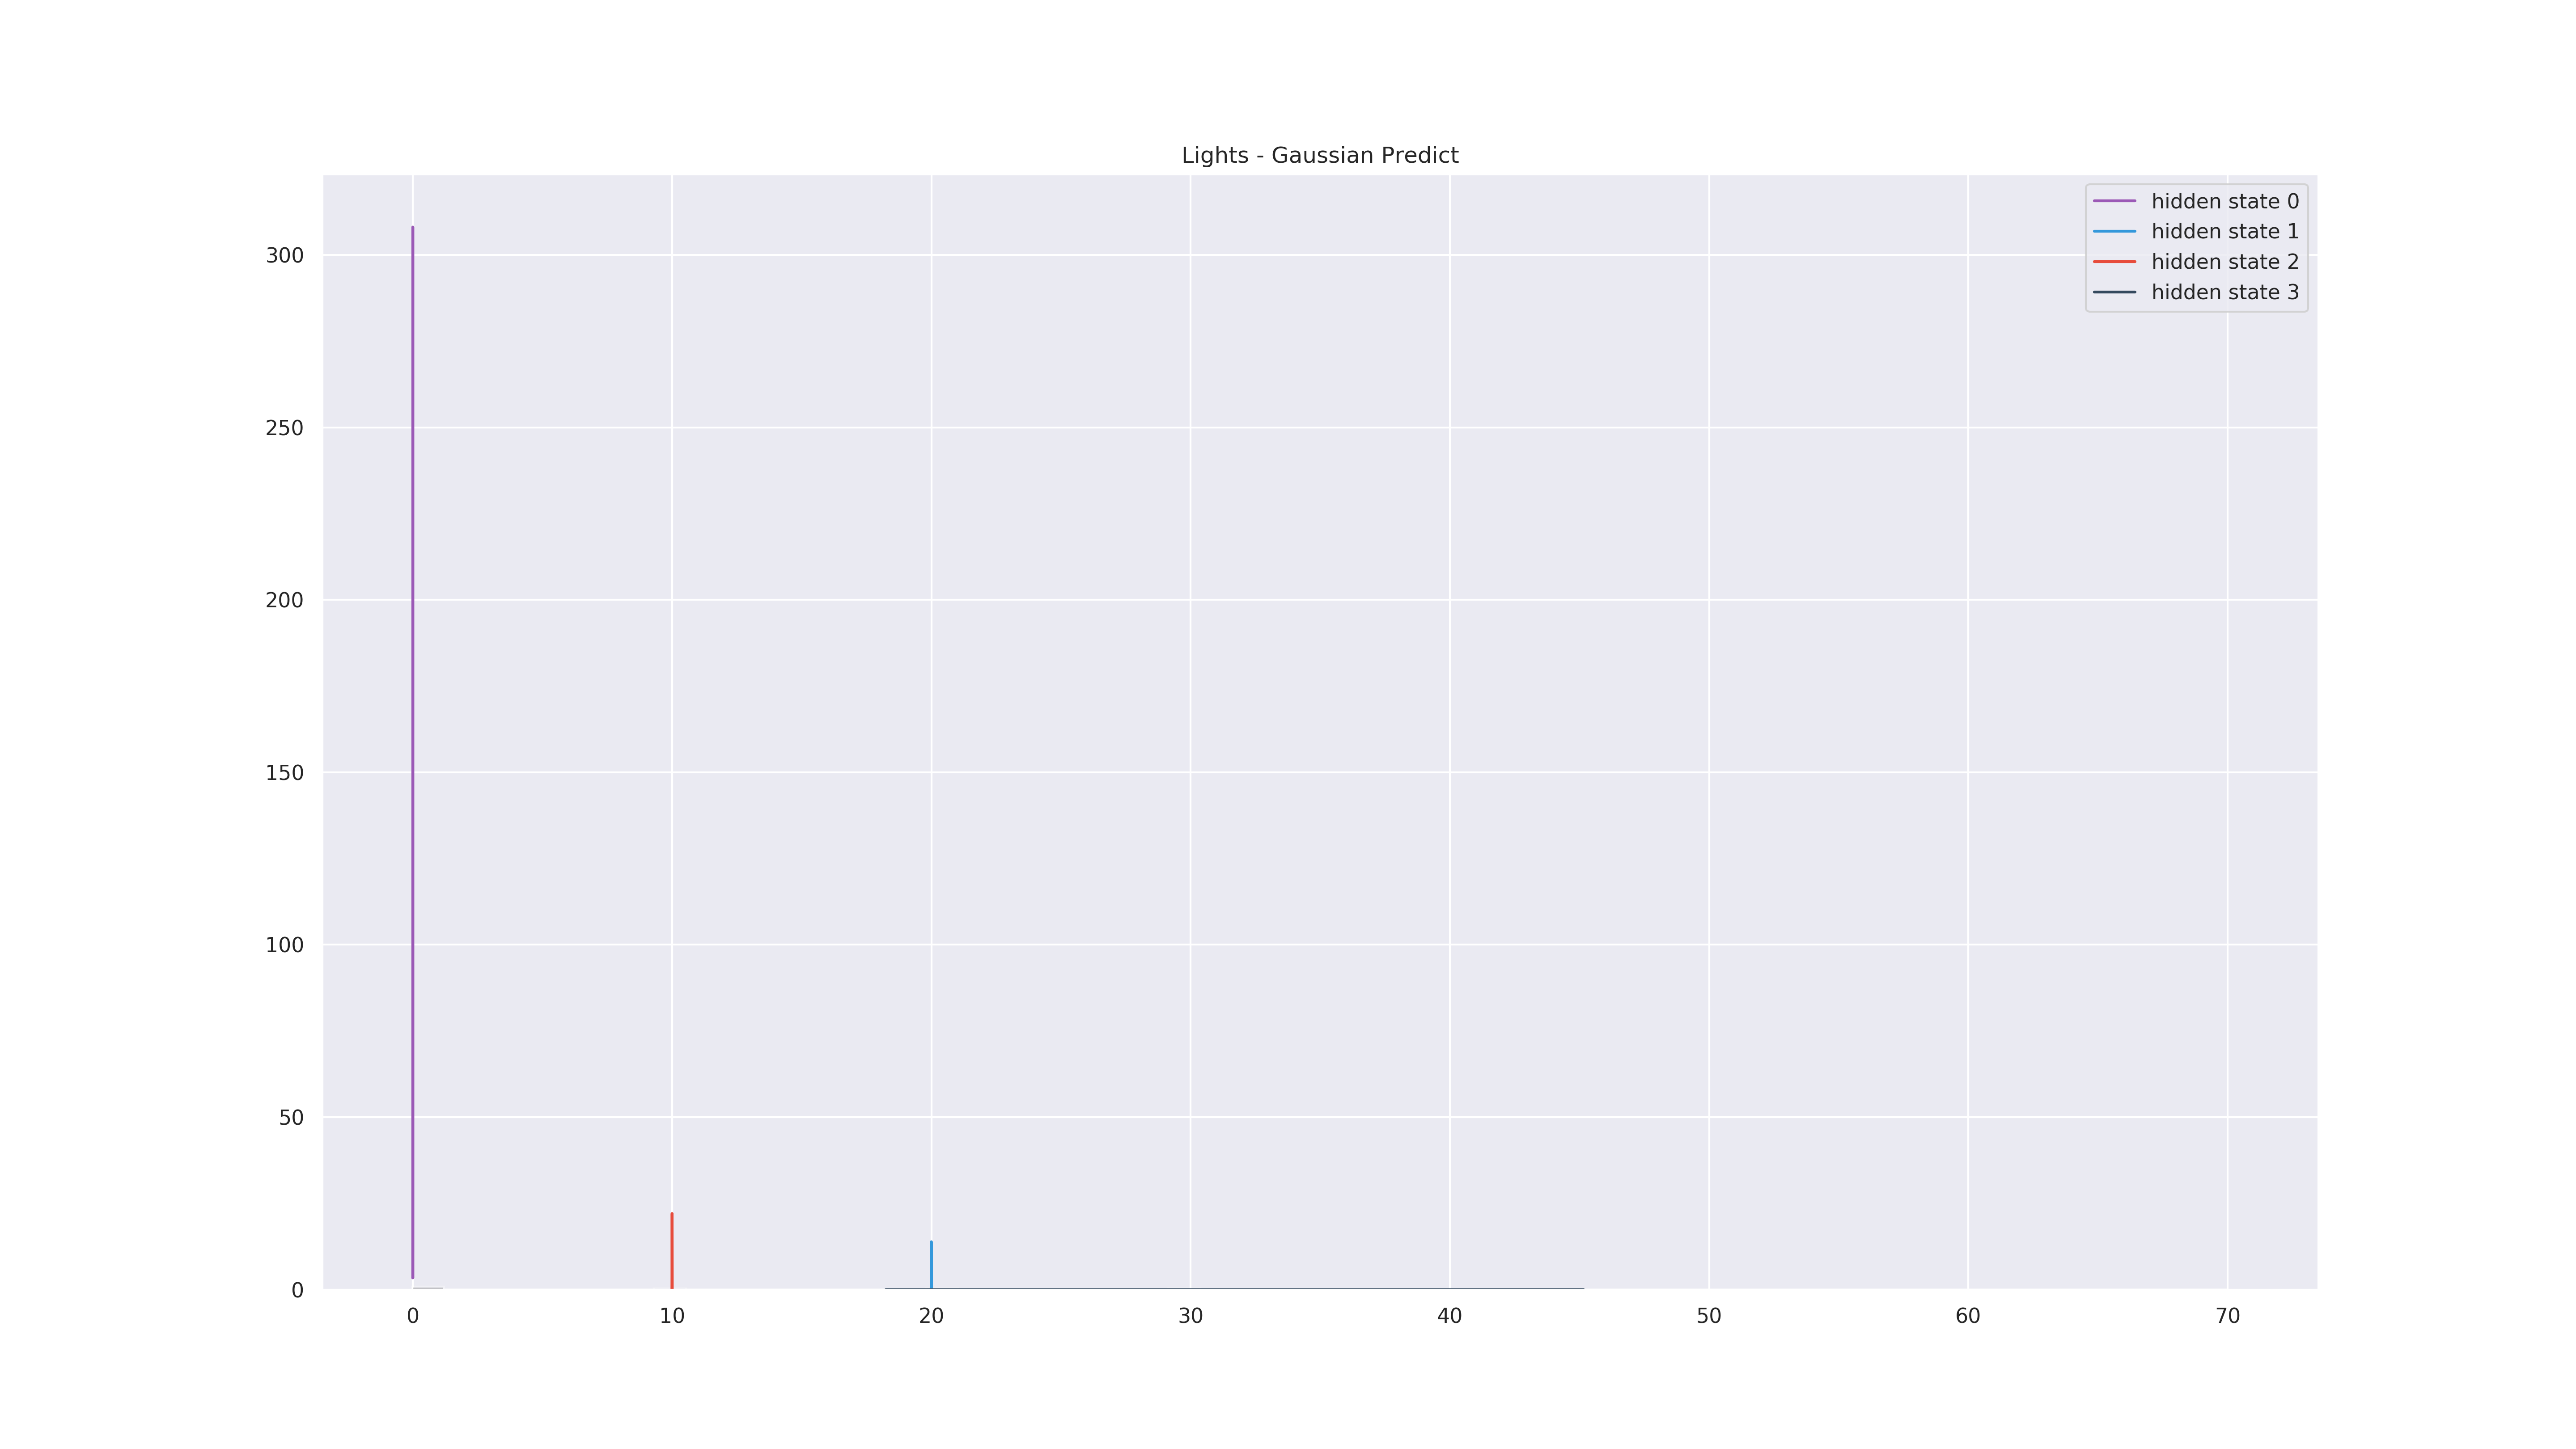 Lights - Gaussian Predict
hidden state 0
hidden state 1
hidden state 2
hidden state 3
300
250
200
150
100
50
0
0 10 20 30 40 50 60 70